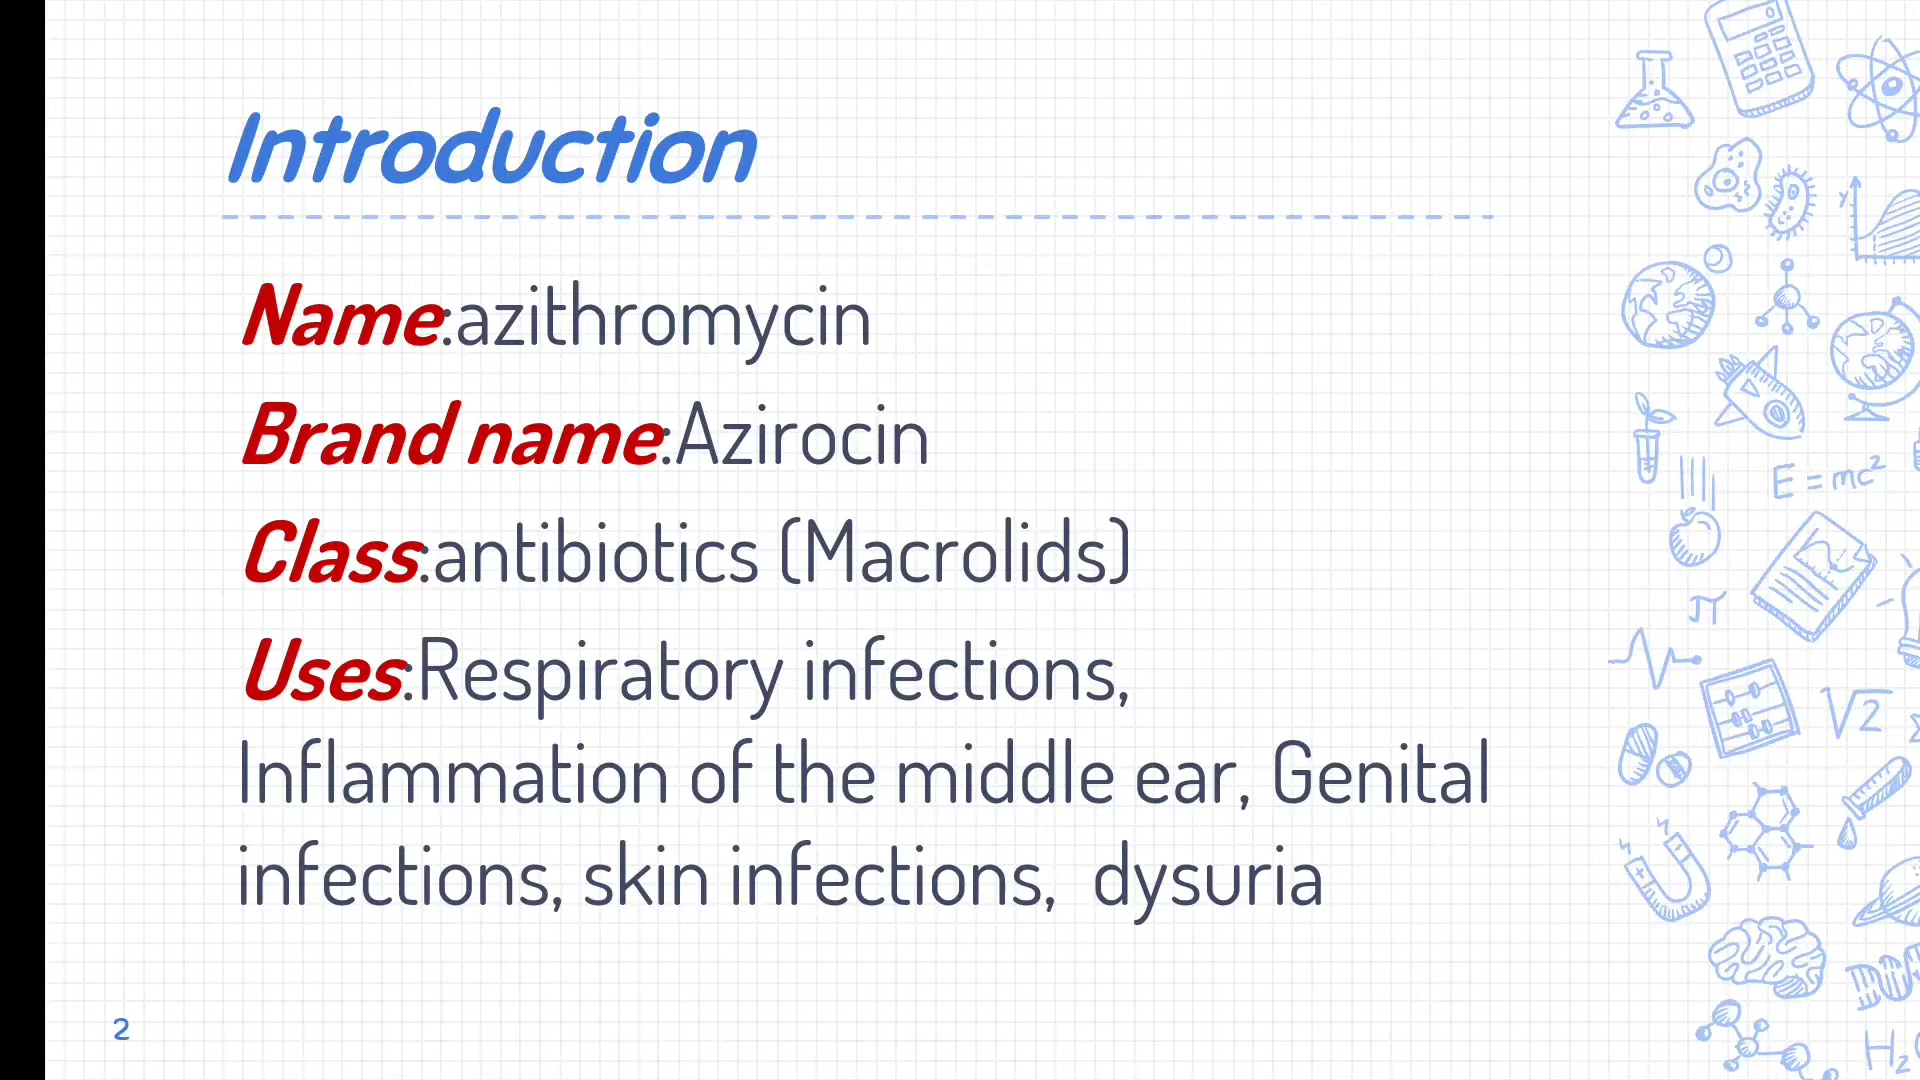 Introduction
Name:azithromycin
Brand name:Azirocin
Class:antibiotics (Macrolids)
Uses:Respiratory infections,
Inflammation of the middle ear, Genital
infections, skin infections,  dysuria
2
y
E = mc²
π
√2
H₂